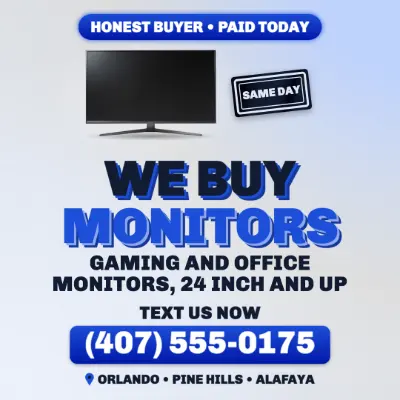 HONEST BUYER • PAID TODAY
SAME DAY
WE BUY
MONITORS
GAMING AND OFFICE
MONITORS, 24 INCH AND UP
TEXT US NOW
(407) 555-0175
ORLANDO • PINE HILLS • ALAFAYA